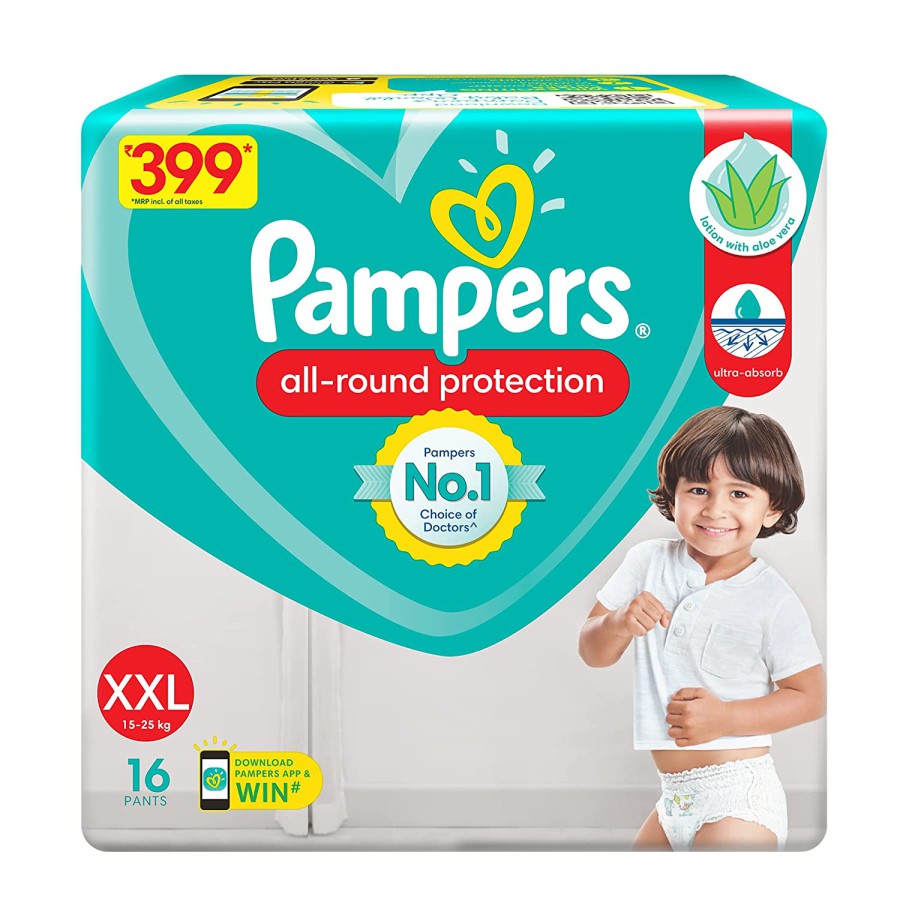 ₹399*
*MRP incl. of all taxes
Pampers®
all-round protection
Pampers
No.1
Choice of
Doctors^
lotion with aloe vera
ultra-absorb
XXL
15-25 kg
16
PANTS
DOWNLOAD
PAMPERS APP &
WIN#